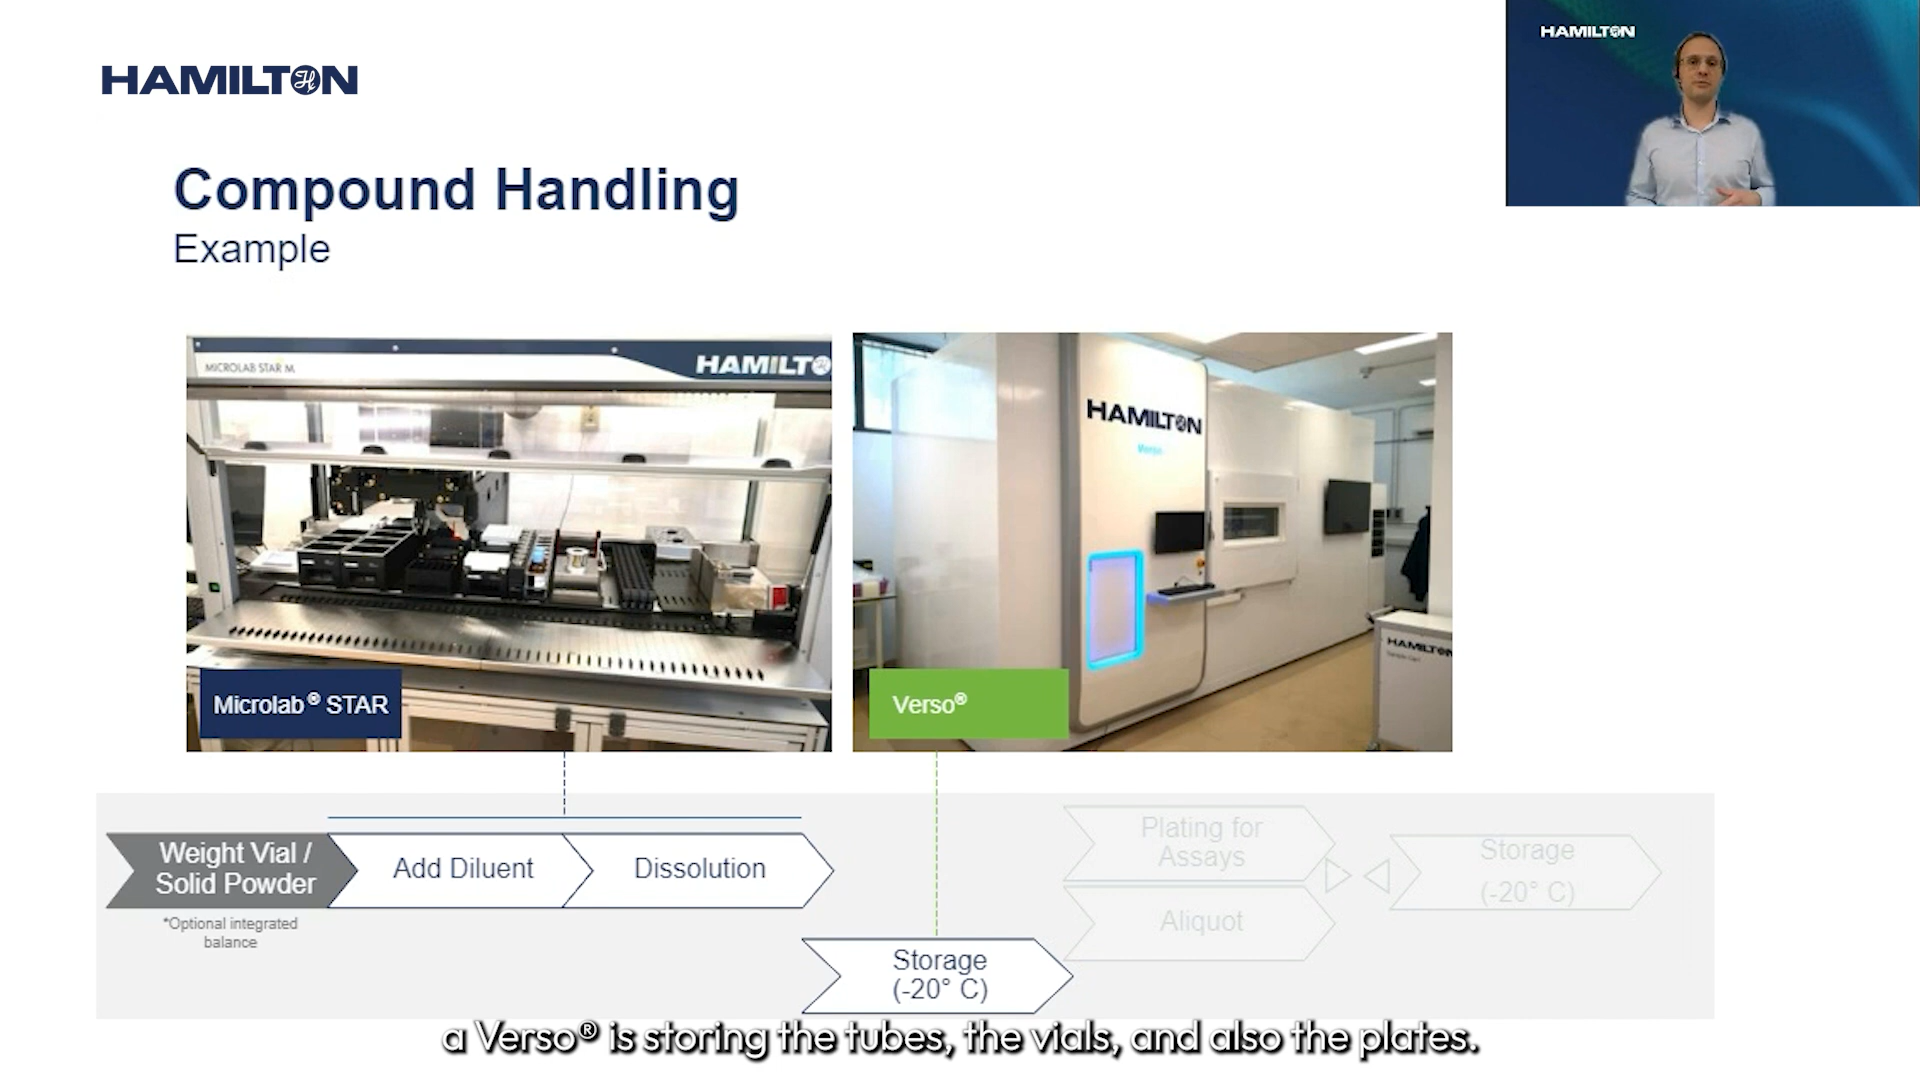 HAMILTON
HAMILTON
Compound Handling
Example
MICROLAB STAR M
HAMILTO
HAMILTON
Verso
HAMILTON
Microlab® STAR
Verso®
Weight Vial /
Solid Powder
*Optional integrated
balance
Add Diluent
Dissolution
Storage
(-20° C)
Plating for
Assays
Aliquot
Storage
(-20° C)
a Verso® is storing the tubes, the vials, and also the plates.